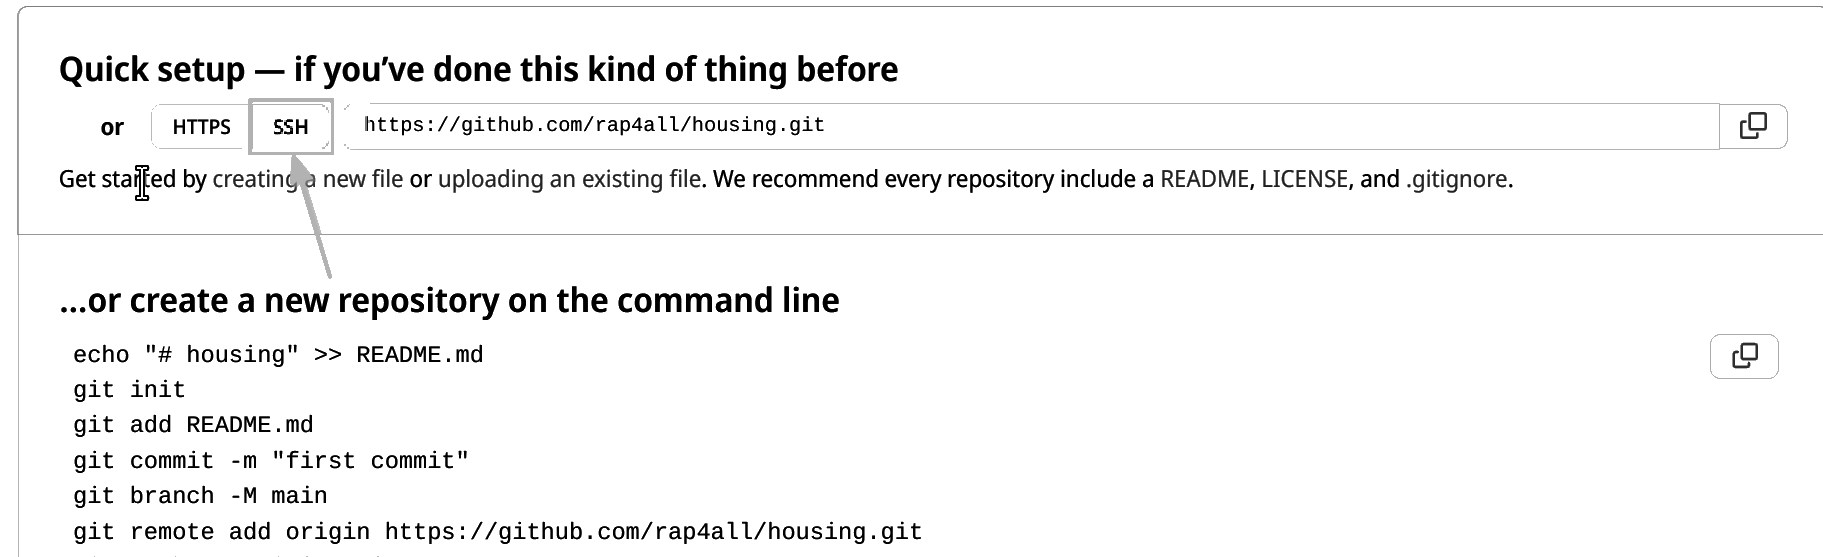 Quick setup — if you’ve done this kind of thing before
or HTTPS SSH https://github.com/rap4all/housing.git
Get started by creating a new file or uploading an existing file. We recommend every repository include a README, LICENSE, and .gitignore.
…or create a new repository on the command line
echo "# housing" >> README.md
git init
git add README.md
git commit -m "first commit"
git branch -M main
git remote add origin https://github.com/rap4all/housing.git